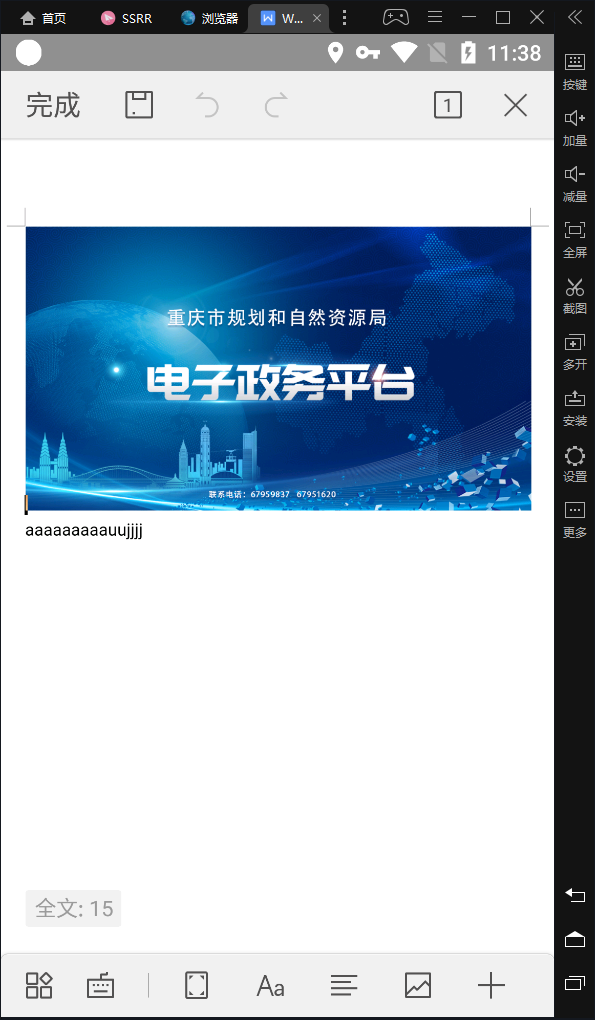 首页
SSRR
浏览器
W...
11:38
完成
1
重庆市规划和自然资源局
电子政务平台
联系电话：67959837 67951620
aaaaaaaaauujjjj
全文: 15
Aa
按键
加量
减量
全屏
截图
多开
安装
设置
更多